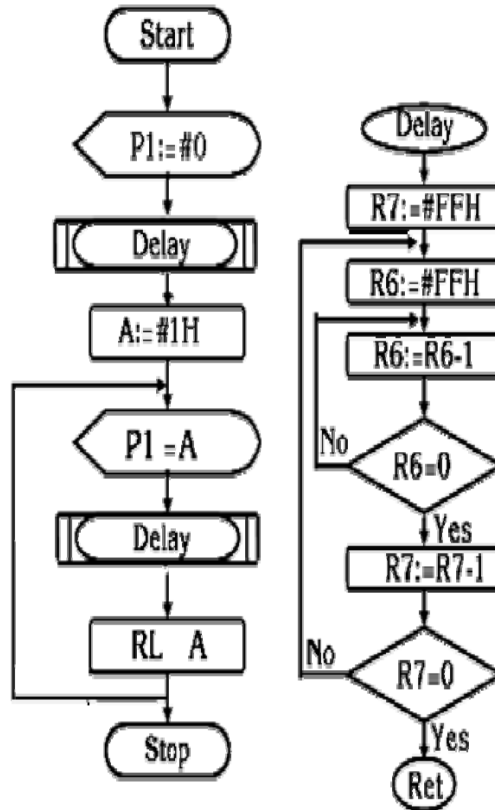 Start
P1:=#0
Delay
A:=#1H
P1=A
Delay
RL A
Stop
Delay
R7:=#FFH
R6:=#FFH
R6:=R6-1
No
R6=0
Yes
R7:=R7-1
No
R7=0
Yes
Ret